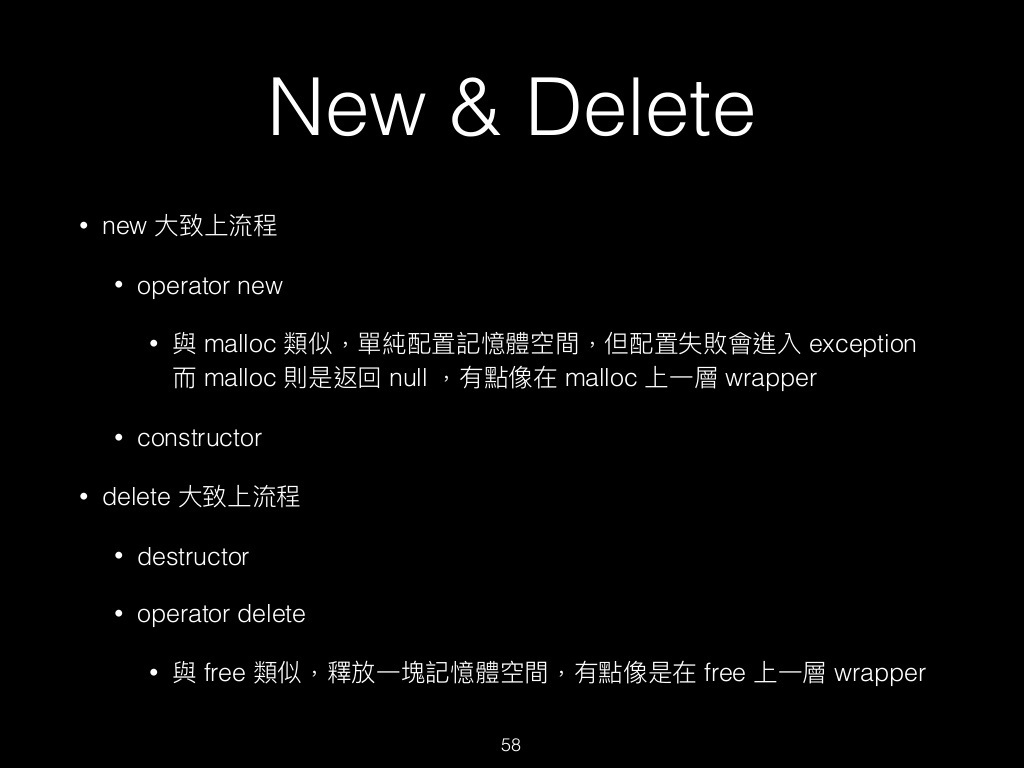 New & Delete
• new 大致上流程
• operator new
• 與 malloc 類似，單純配置記憶體空間，但配置失敗會進入 exception
而 malloc 則是返回 null ，有點像在 malloc 上一層 wrapper
• constructor
• delete 大致上流程
• destructor
• operator delete
• 與 free 類似，釋放一塊記憶體空間，有點像是在 free 上一層 wrapper
58